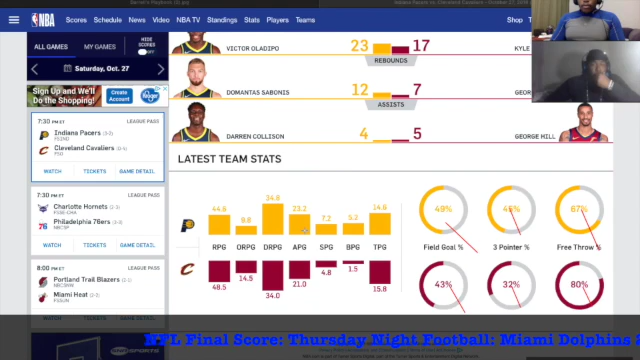 NBA
Scores
Schedule
News
Video
NBA TV
Standings
Stats
Players
Teams
Shop
ALL GAMES
MY GAMES
HIDE
SCORES
OFF
Saturday, Oct. 27
Sign Up and We'll
Do the Shopping!
Create
Account
Kroger
7:30 PM ET
LEAGUE PASS
Indiana Pacers
Cleveland Cavaliers
WATCH
TICKETS
GAME DETAIL
7:30 PM ET
LEAGUE PASS
Charlotte Hornets
Philadelphia 76ers
WATCH
TICKETS
GAME DETAIL
8:00 PM ET
LEAGUE PASS
Portland Trail Blazers
Miami Heat
WATCH
TICKETS
GAME DETAIL
VICTOR OLADIPO
23
17
KYLE
REBOUNDS
DOMANTAS SABONIS
12
7
ASSISTS
DARREN COLLISON
4
5
GEORGE HILL
LATEST TEAM STATS
44.6
9.8
34.8
23.2
7.2
5.2
14.6
RPG
ORPG
DRPG
APG
SPG
BPG
TPG
48.5
14.5
34.0
21.0
4.8
1.5
15.8
49%
45%
67%
Field Goal %
3 Pointer %
Free Throw %
43%
32%
80%
NFL Final Score: Thursday Night Football: Miami Dolphins